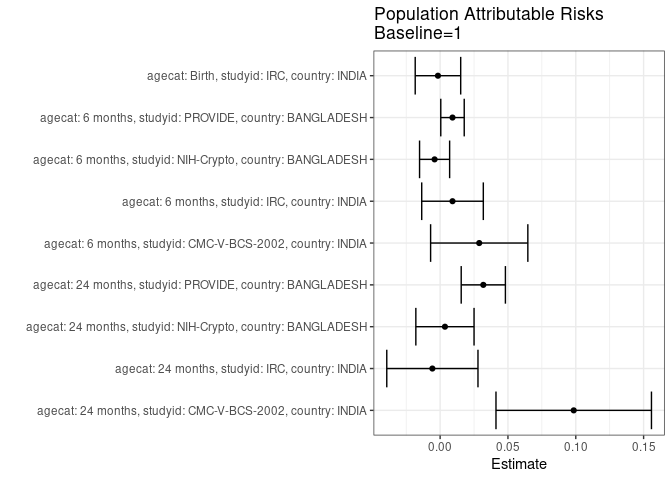 Population Attributable Risks
Baseline=1
agecat: Birth, studyid: IRC, country: INDIA
agecat: 6 months, studyid: PROVIDE, country: BANGLADESH
agecat: 6 months, studyid: NIH-Crypto, country: BANGLADESH
agecat: 6 months, studyid: IRC, country: INDIA
agecat: 6 months, studyid: CMC-V-BCS-2002, country: INDIA
agecat: 24 months, studyid: PROVIDE, country: BANGLADESH
agecat: 24 months, studyid: NIH-Crypto, country: BANGLADESH
agecat: 24 months, studyid: IRC, country: INDIA
agecat: 24 months, studyid: CMC-V-BCS-2002, country: INDIA
0.00 0.05 0.10 0.15
Estimate